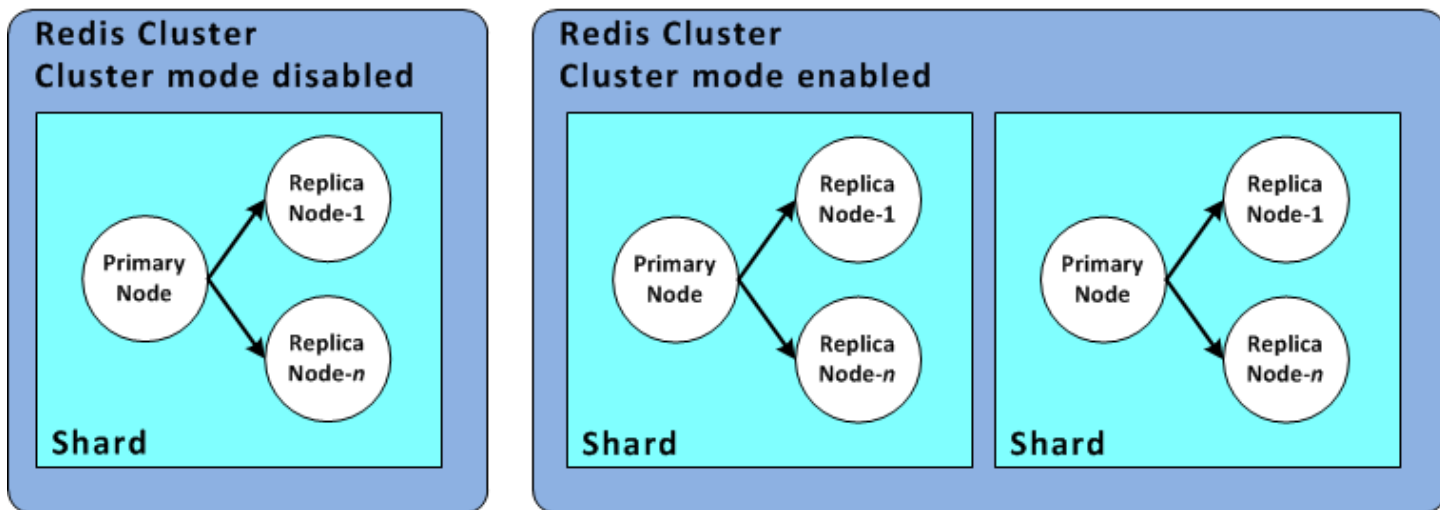 Redis Cluster
Cluster mode disabled
Replica
Node-1
Primary
Node
Replica
Node-n
Shard
Redis Cluster
Cluster mode enabled
Replica
Node-1
Primary
Node
Replica
Node-n
Shard
Replica
Node-1
Primary
Node
Replica
Node-n
Shard